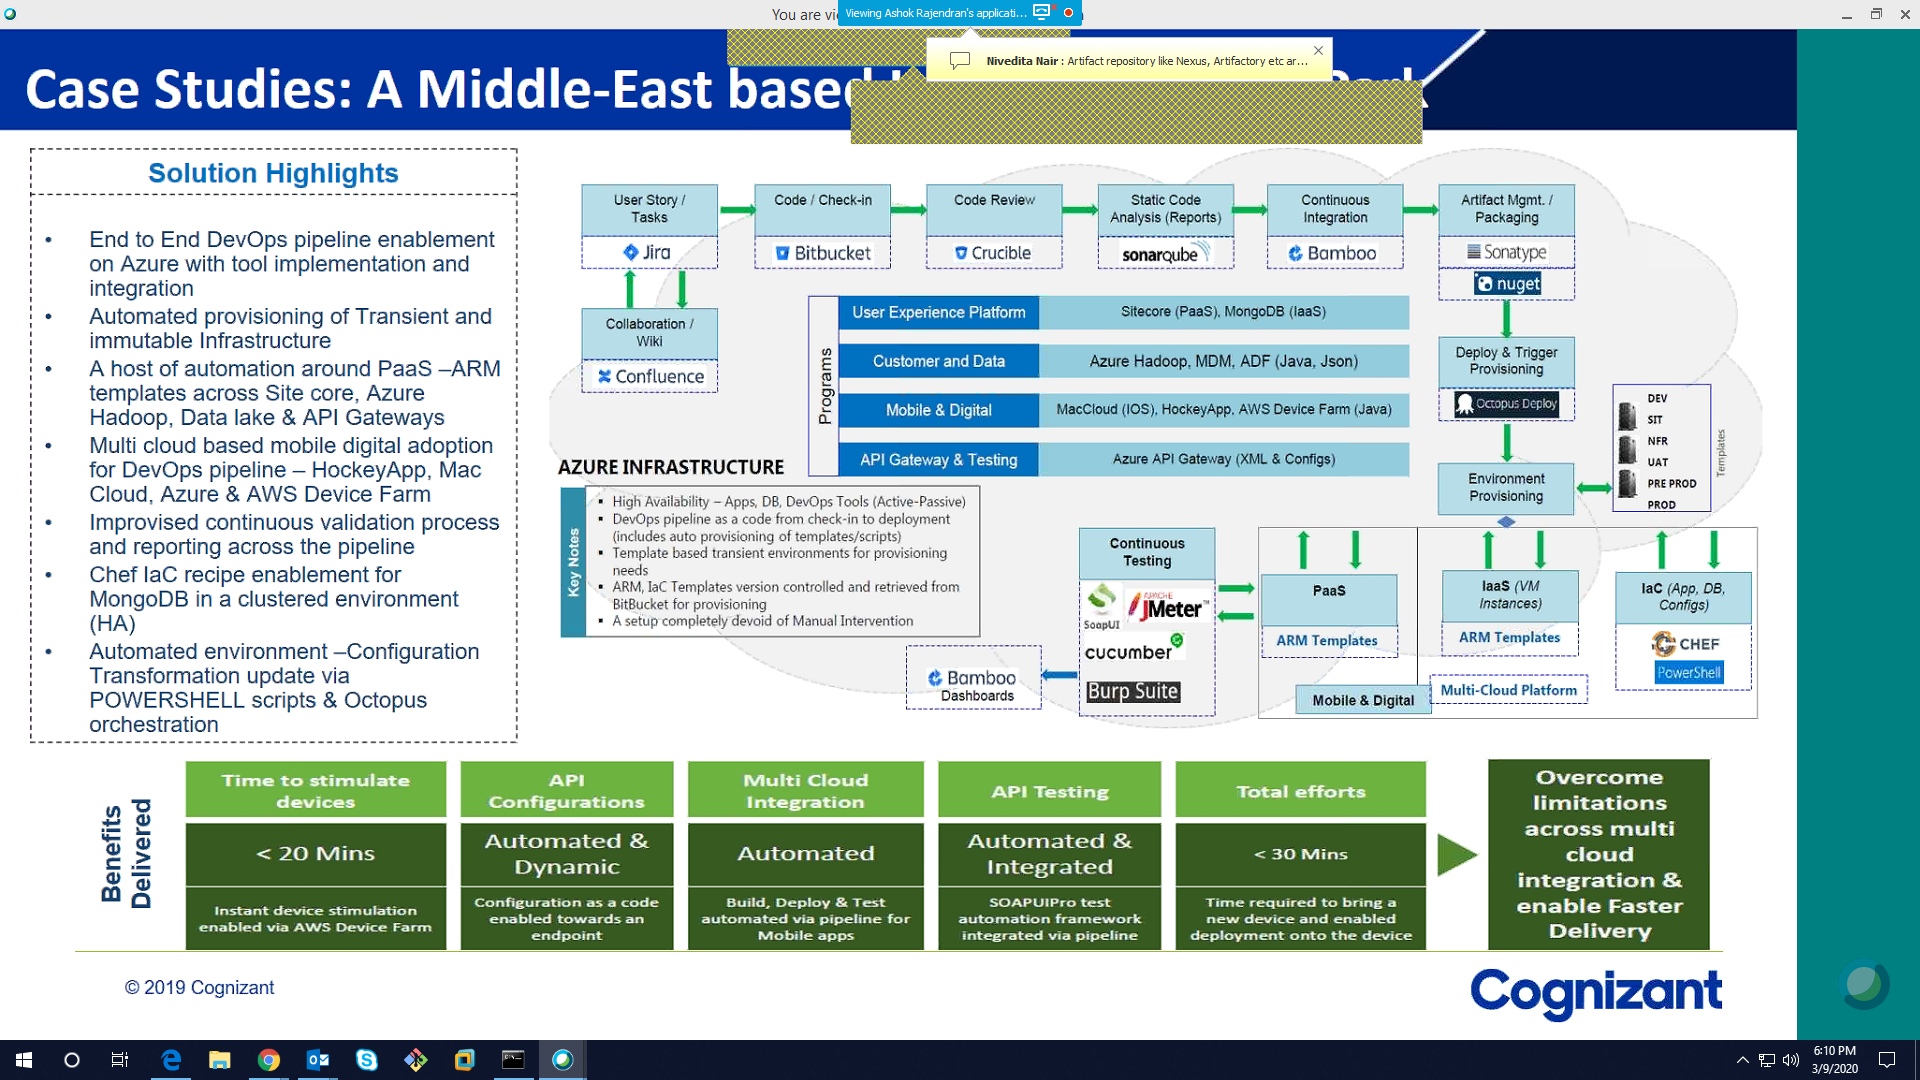 You are vi
Viewing Ashok Rajendran's applicati...
Nivedita Nair : Artifact repository like Nexus, Artifactory etc ar...
Case Studies: A Middle-East based
Solution Highlights
• End to End DevOps pipeline enablement
on Azure with tool implementation and
integration
• Automated provisioning of Transient and
immutable Infrastructure
• A host of automation around PaaS –ARM
templates across Site core, Azure
Hadoop, Data lake & API Gateways
• Multi cloud based mobile digital adoption
for DevOps pipeline – HockeyApp, Mac
Cloud, Azure & AWS Device Farm
• Improvised continuous validation process
and reporting across the pipeline
• Chef IaC recipe enablement for
MongoDB in a clustered environment
(HA)
• Automated environment –Configuration
Transformation update via
POWERSHELL scripts & Octopus
orchestration
User Story /
Tasks
Jira
Code / Check-in
Bitbucket
Code Review
Crucible
Static Code
Analysis (Reports)
sonarqube
Continuous
Integration
Bamboo
Artifact Mgmt. /
Packaging
Sonatype
nuget
Collaboration /
Wiki
Confluence
Programs
User Experience Platform
Sitecore (PaaS), MongoDB (IaaS)
Customer and Data
Azure Hadoop, MDM, ADF (Java, Json)
Mobile & Digital
MacCloud (IOS), HockeyApp, AWS Device Farm (Java)
API Gateway & Testing
Azure API Gateway (XML & Configs)
Deploy & Trigger
Provisioning
Octopus Deploy
Environment
Provisioning
DEV
SIT
NFR
UAT
PRE PROD
PROD
Templates
AZURE INFRASTRUCTURE
Key Notes
▪ High Availability – Apps, DB, DevOps Tools (Active-Passive)
▪ DevOps pipeline as a code from check-in to deployment
(includes auto provisioning of templates/scripts)
▪ Template based transient environments for provisioning
needs
▪ ARM, IaC Templates version controlled and retrieved from
BitBucket for provisioning
▪ A setup completely devoid of Manual Intervention
Continuous
Testing
SoapUI
APACHE
JMeter™
cucumber
Burp Suite
Bamboo
Dashboards
PaaS
ARM Templates
IaaS (VM
Instances)
ARM Templates
IaC (App, DB,
Configs)
CHEF
PowerShell
Mobile & Digital
Multi-Cloud Platform
Benefits
Delivered
Time to stimulate
devices
< 20 Mins
Instant device stimulation
enabled via AWS Device Farm
API
Configurations
Automated &
Dynamic
Configuration as a code
enabled towards an
endpoint
Multi Cloud
Integration
Automated
Build, Deploy & Test
automated via pipeline for
Mobile apps
API Testing
Automated &
Integrated
SOAPUIPro test
automation framework
integrated via pipeline
Total efforts
< 30 Mins
Time required to bring a
new device and enabled
deployment onto the device
Overcome
limitations
across multi
cloud
integration &
enable Faster
Delivery
© 2019 Cognizant
Cognizant
6:10 PM
3/9/2020